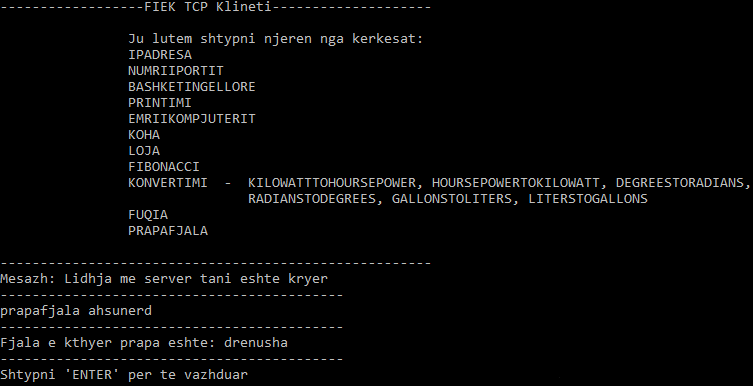 ------------------FIEK TCP Klineti--------------------
Ju lutem shtypni njeren nga kerkesat:
IPADRESA
NUMRIIPORTIT
BASHKETINGELLORE
PRINTIMI
EMRIIKOMPJUTERIT
KOHA
LOJA
FIBONACCI
KONVERTIMI  -  KILOWATTTOHOURSEPOWER, HOURSEPOWERTOKILOWATT, DEGREESTORADIANS,
RADIANSTODEGREES, GALLONSTOLITERS, LITERSTOGALLONS
FUQIA
PRAPAFJALA
------------------------------------------------------
Mesazh: Lidhja me server tani eshte kryer
-------------------------------------------
prapafjala ahsunerd
-------------------------------------------
Fjala e kthyer prapa eshte: drenusha
-------------------------------------------
Shtypni 'ENTER' per te vazhduar